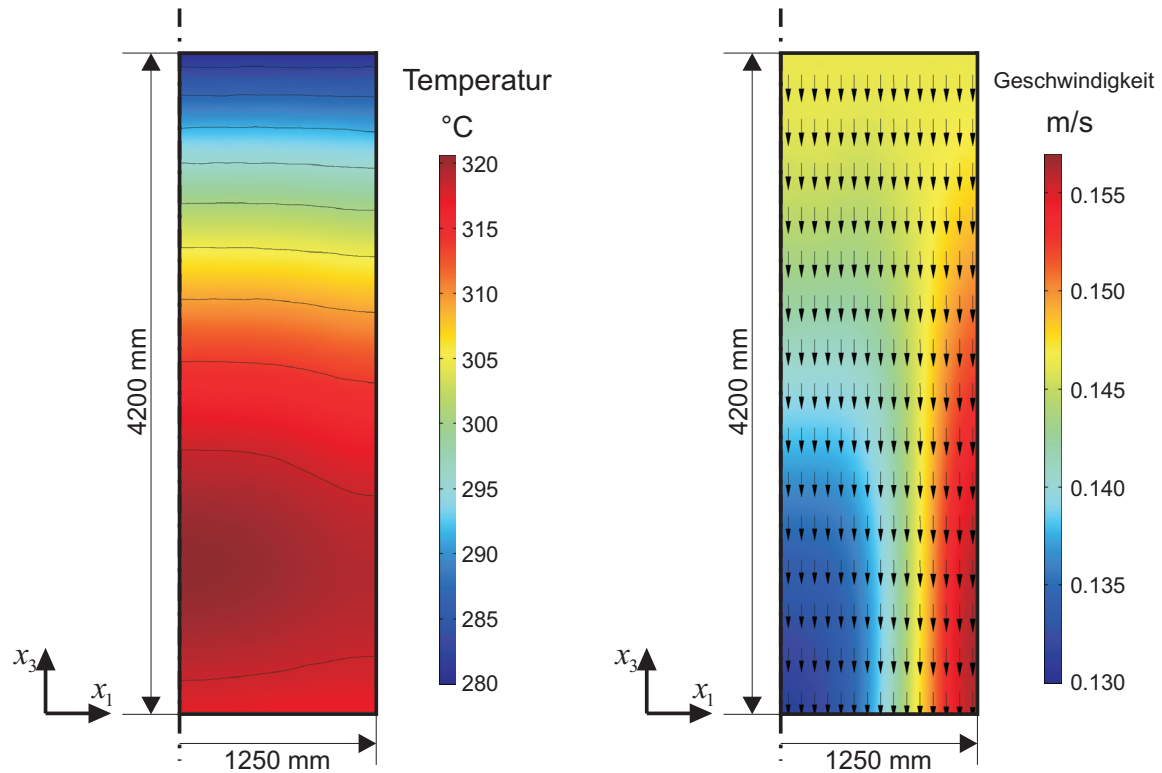 Temperatur
°C
320
315
310
305
300
295
290
285
280
4200 mm
1250 mm
x3
x1
Geschwindigkeit
m/s
0.155
0.150
0.145
0.140
0.135
0.130
4200 mm
1250 mm
x3
x1